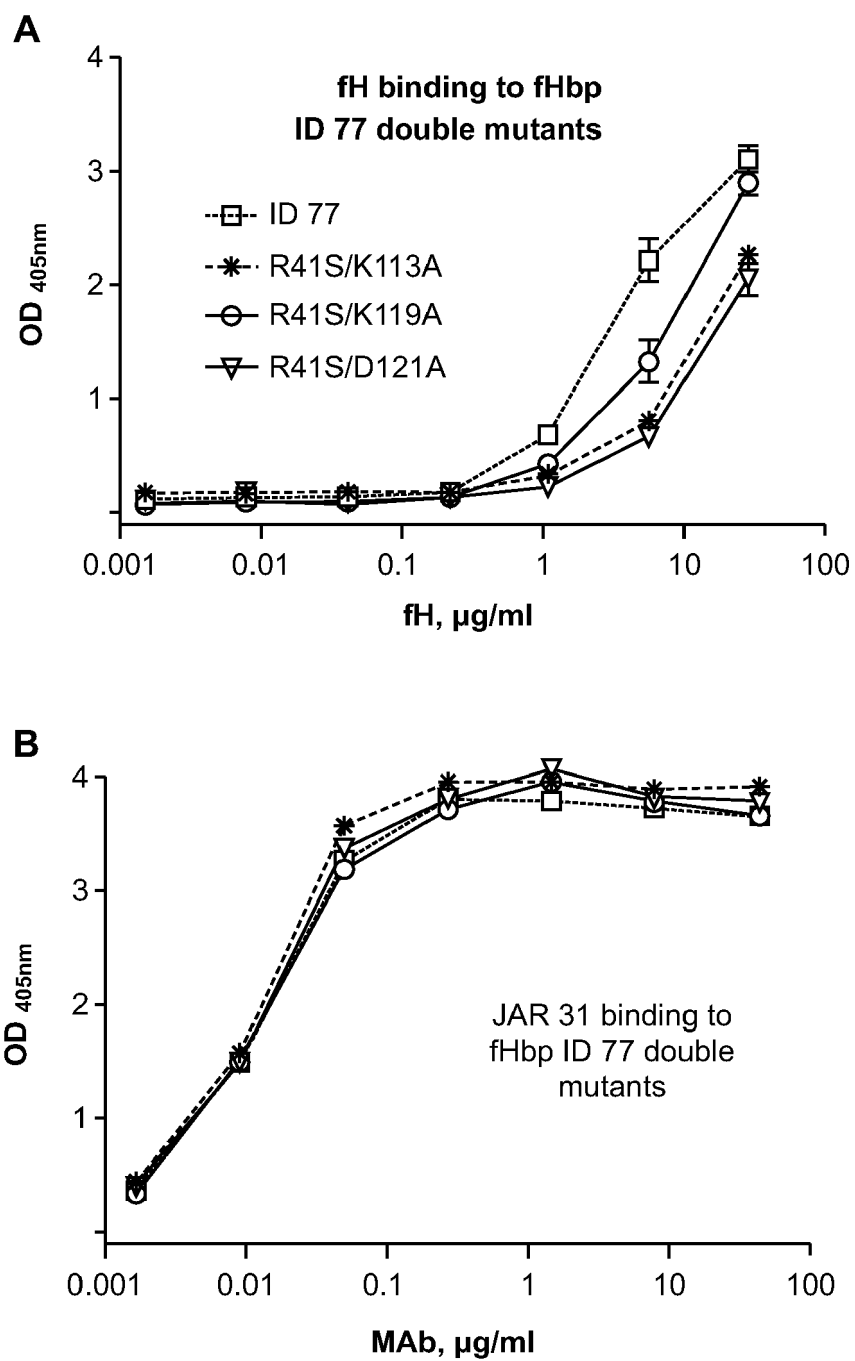 A
fH binding to fHbp
ID 77 double mutants
4
3
2
1
OD 405nm
ID 77
R41S/K113A
R41S/K119A
R41S/D121A
0.001
0.01
0.1
1
10
100
fH, µg/ml
B
4
3
2
1
OD 405nm
JAR 31 binding to
fHbp ID 77 double
mutants
0.001
0.01
0.1
1
10
100
MAb, µg/ml